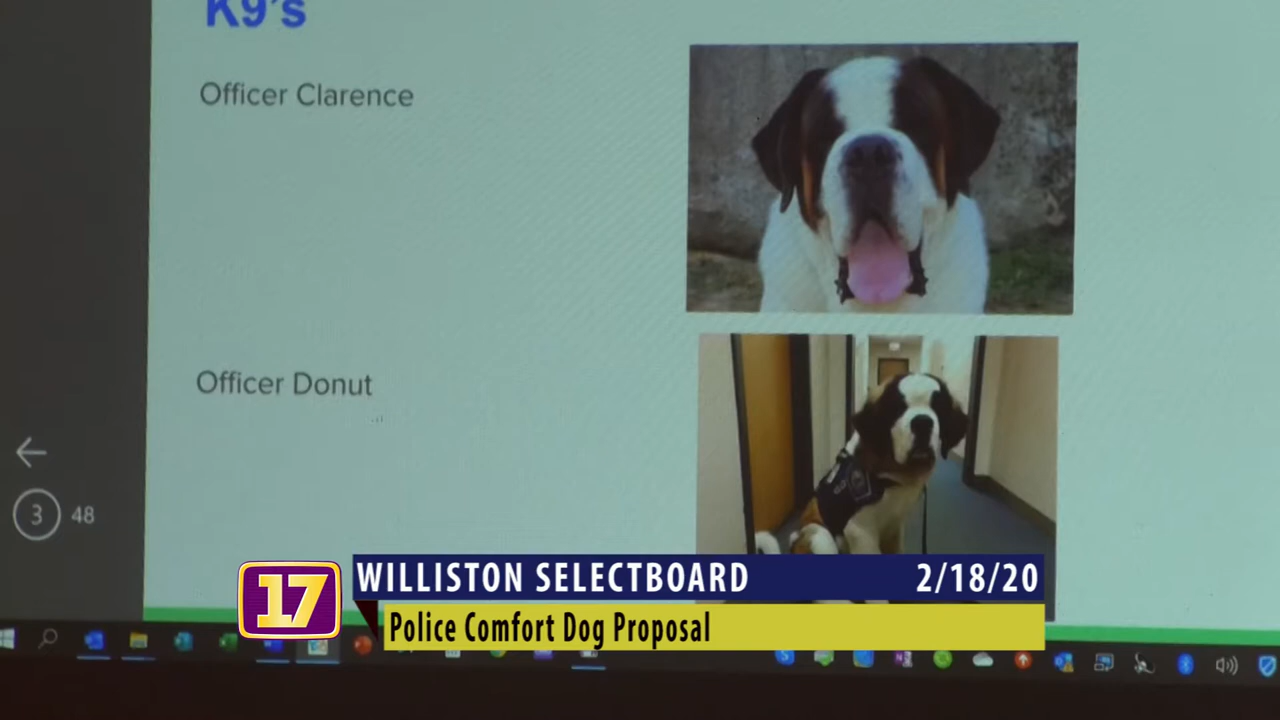 K9's
Officer Clarence
Officer Donut
3 48
17
WILLISTON SELECTBOARD 2/18/20
Police Comfort Dog Proposal